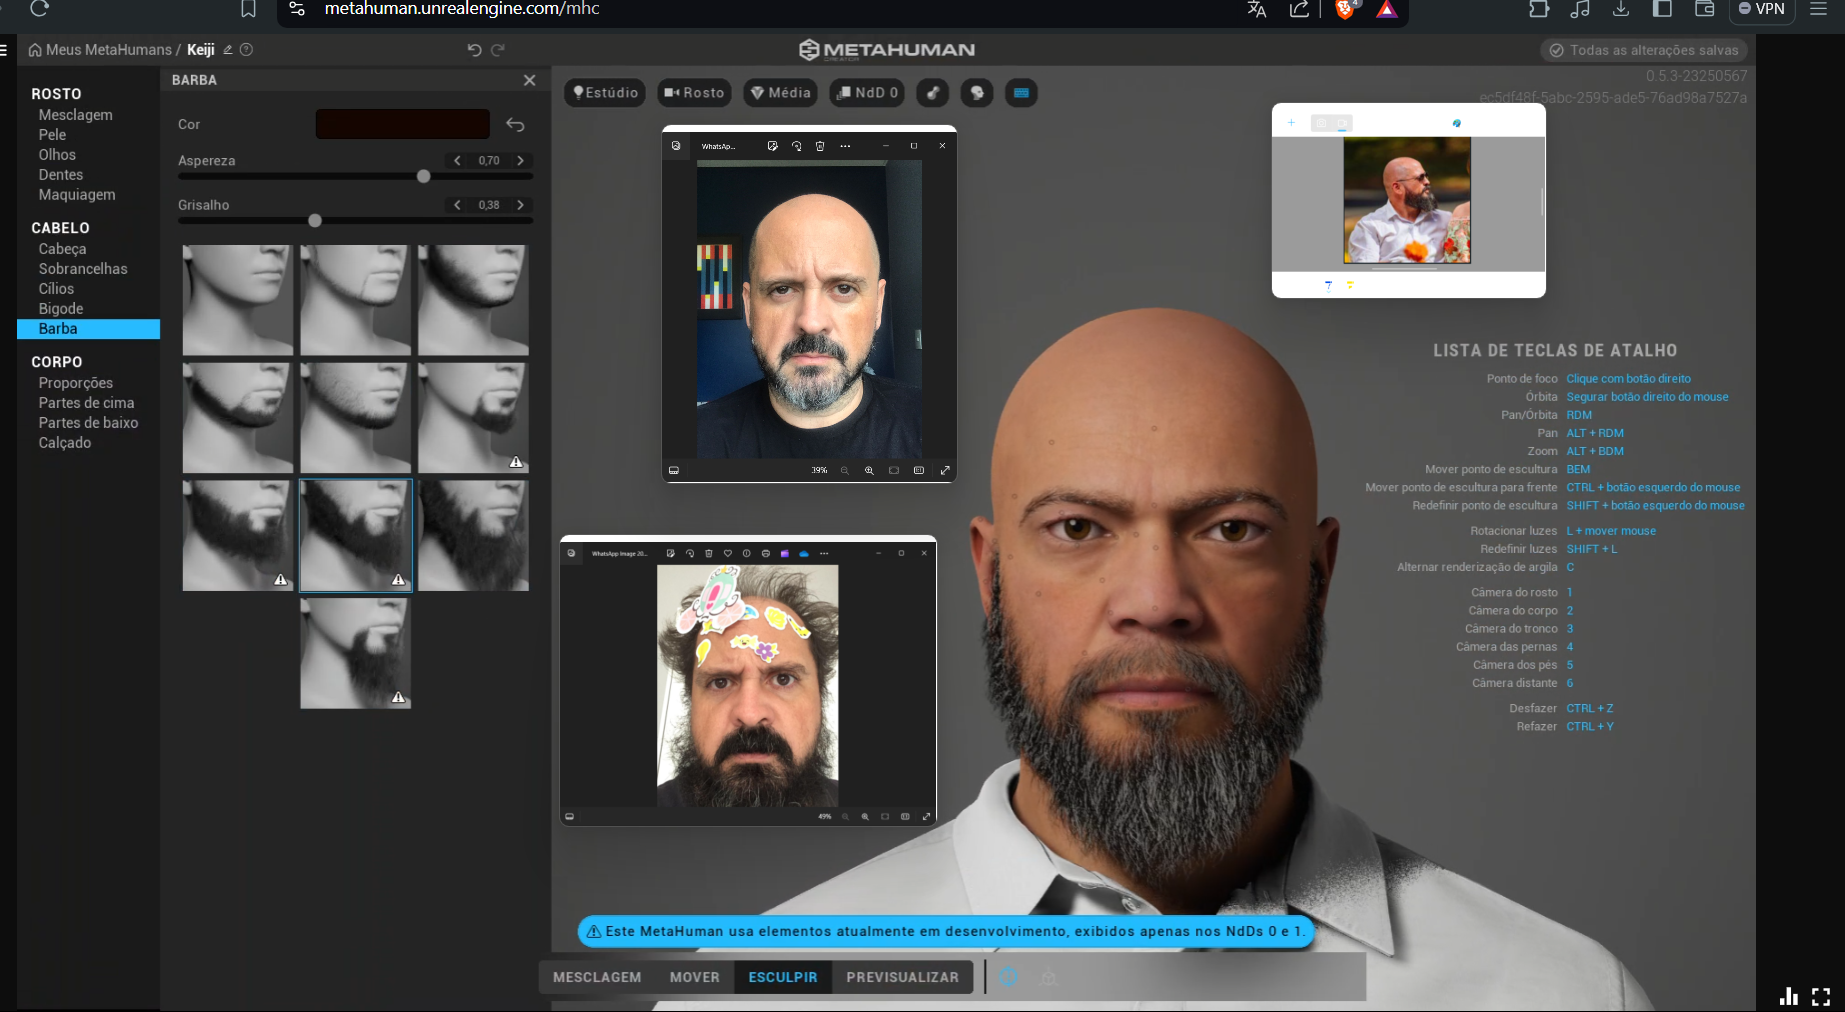 metahuman.unrealengine.com/mhc
4
VPN
Meus MetaHumans / Keiji
METAHUMAN
CREATOR
Todas as alterações salvas
0.5.3-23250567
ec5df48f-5abc-2595-ade5-76ad98a7527a
ROSTO
Mesclagem
Pele
Olhos
Dentes
Maquiagem
CABELO
Cabeça
Sobrancelhas
Cílios
Bigode
Barba
CORPO
Proporções
Partes de cima
Partes de baixo
Calçado
BARBA
Cor
Aspereza
0,70
Grisalho
0,38
Estúdio
Rosto
Média
NdD 0
WhatsAp...
39%
WhatsApp Image 20...
49%
LISTA DE TECLAS DE ATALHO
Ponto de foco Clique com botão direito
Órbita Segurar botão direito do mouse
Pan/Órbita RDM
Pan ALT + RDM
Zoom ALT + BDM
Mover ponto de escultura BEM
Mover ponto de escultura para frente CTRL + botão esquerdo do mouse
Redefinir ponto de escultura SHIFT + botão esquerdo do mouse
Rotacionar luzes L + mover mouse
Redefinir luzes SHIFT + L
Alternar renderização de argila C
Câmera do rosto 1
Câmera do corpo 2
Câmera do tronco 3
Câmera das pernas 4
Câmera dos pés 5
Câmera distante 6
Desfazer CTRL + Z
Refazer CTRL + Y
Este MetaHuman usa elementos atualmente em desenvolvimento, exibidos apenas nos NdDs 0 e 1.
MESCLAGEM
MOVER
ESCULPIR
PREVISUALIZAR